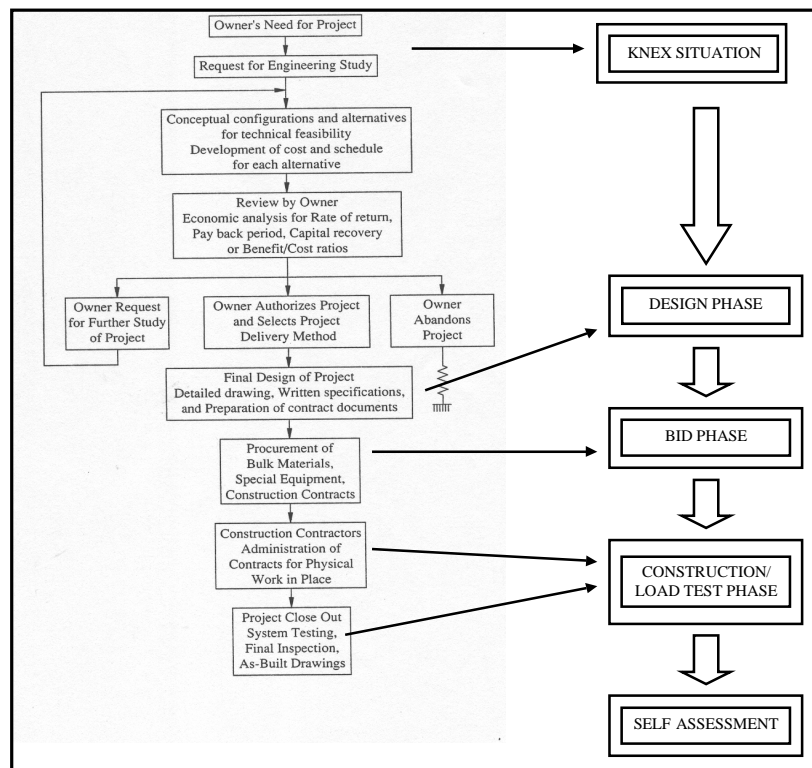 Owner's Need for Project
Request for Engineering Study
Conceptual configurations and alternatives
for technical feasibility
Development of cost and schedule
for each alternative
Review by Owner
Economic analysis for Rate of return,
Pay back period, Capital recovery
or Benefit/Cost ratios
Owner Request
for Further Study
of Project
Owner Authorizes Project
and Selects Project
Delivery Method
Owner
Abandons
Project
Final Design of Project
Detailed drawing, Written specifications,
and Preparation of contract documents
Procurement of
Bulk Materials,
Special Equipment,
Construction Contracts
Construction Contractors
Administration of
Contracts for Physical
Work in Place
Project Close Out
System Testing,
Final Inspection,
As-Built Drawings
KNEX SITUATION
DESIGN PHASE
BID PHASE
CONSTRUCTION/
LOAD TEST PHASE
SELF ASSESSMENT